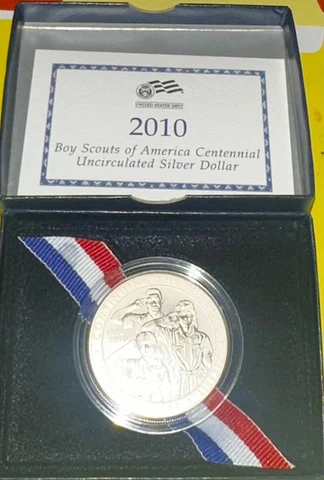 UNITED STATES MINT
2010
Boy Scouts of America Centennial
Uncirculated Silver Dollar